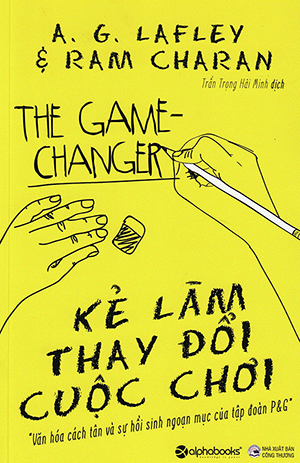 A. G. LAFLEY
& RAM CHARAN
Trần Trọng Hải Minh dịch
THE GAME-
CHANGER
KẺ LÀM
THAY ĐỔI
CUỘC CHƠI
"Văn hóa cách tân và sự hồi sinh ngoạn mục của tập đoàn P&G"
alphabooks
NHÀ XUẤT BẢN
CÔNG THƯƠNG